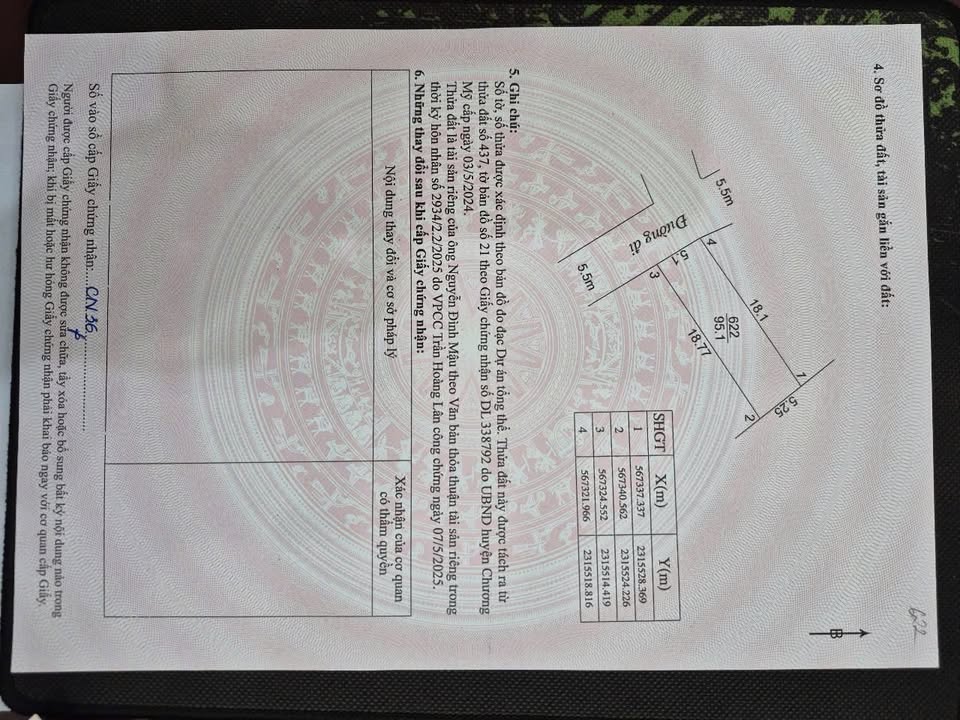 622
4. Sơ đồ thửa đất, tài sản gắn liền với đất:
B
5.5m
Đường đi
5.5m
4
5.1
3
18.1
622
95.1
18.77
1
5.25
2
SHGT X(m) Y(m)
1 567337.337 2315528.369
2 567340.562 2315524.226
3 567324.552 2315514.419
4 567321.966 2315518.816
5. Ghi chú:
Số tờ, số thửa được xác định theo bản đồ đo đạc Dự án tổng thể. Thửa đất này được tách ra từ
thửa đất số 437, tờ bản đồ số 21 theo Giấy chứng nhận số DL 338792 do UBND huyện Chương
Mỹ cấp ngày 03/5/2024.
Thửa đất là tài sản riêng của ông Nguyễn Đình Mậu theo Văn bản thỏa thuận tài sản riêng trong
thời kỳ hôn nhân số 2934/2.2/2025 do VPCC Trần Hoàng Lân công chứng ngày 07/5/2025.
6. Những thay đổi sau khi cấp Giấy chứng nhận:
Nội dung thay đổi và cơ sở pháp lý
Xác nhận của cơ quan
có thẩm quyền
Số vào sổ cấp Giấy chứng nhận:....CN.36.....................
Người được cấp Giấy chứng nhận không được sửa chữa, tẩy xóa hoặc bổ sung bất kỳ nội dung nào trong
Giấy chứng nhận; khi bị mất hoặc hư hỏng Giấy chứng nhận phải khai báo ngay với cơ quan cấp Giấy.